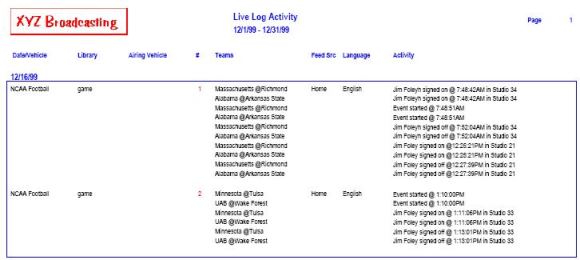 XYZ Broadcasting
Live Log Activity
12/1/99 - 12/31/99
Page 1
Date/Vehicle Library Airing Vehicle # Teams Feed Src Language Activity
12/16/99
NCAA Football game 1 Massachusetts @Richmond Home English Jim Foleyh signed on @ 7:48:42AM in Studio 34
Alabama @Arkansas State Jim Foleyh signed on @ 7:48:42AM in Studio 34
Massachusetts @Richmond Event started @ 7:48:51AM
Alabama @Arkansas State Event started @ 7:48:51AM
Massachusetts @Richmond Jim Foleyh signed off @ 7:52:04AM in Studio 34
Alabama @Arkansas State Jim Foleyh signed off @ 7:52:04AM in Studio 34
Massachusetts @Richmond Jim Foley signed on @12:25:21PM in Studio 21
Alabama @Arkansas State Jim Foley signed on @12:25:21PM in Studio 21
Massachusetts @Richmond Jim Foley signed off @12:27:39PM in Studio 21
Alabama @Arkansas State Jim Foley signed off @12:27:39PM in Studio 21
NCAA Football game 2 Minnesota @Tulsa Home English Event started @ 1:10:00PM
UAB @Wake Forest Event started @ 1:10:00PM
Minnesota @Tulsa Jim Foley signed on @ 1:11:06PM in Studio 33
UAB @Wake Forest Jim Foley signed on @ 1:11:06PM in Studio 33
Minnesota @Tulsa Jim Foley signed off @ 1:13:01PM in Studio 33
UAB @Wake Forest Jim Foley signed off @ 1:13:01PM in Studio 33